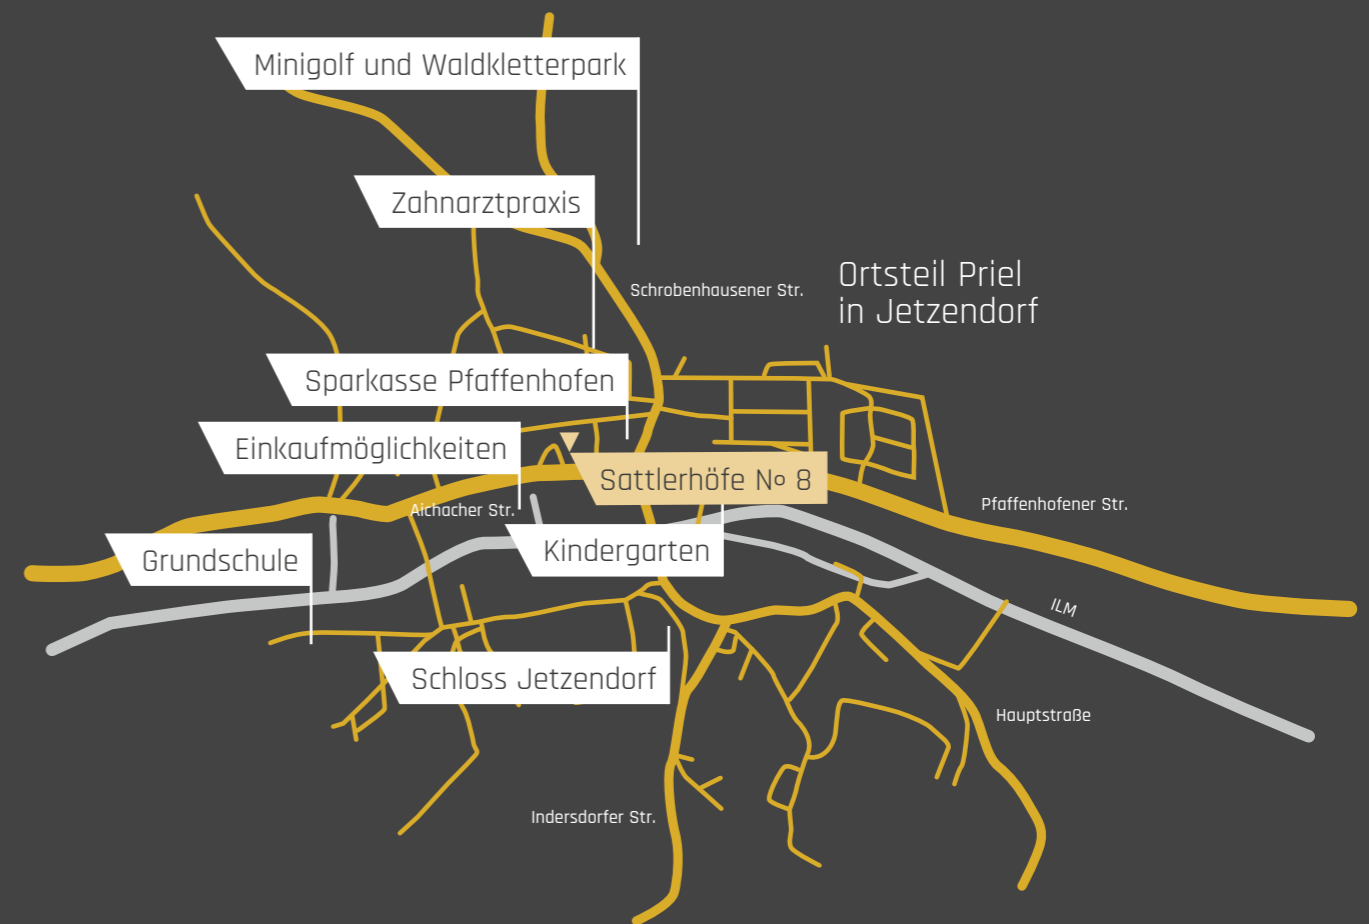 Minigolf und Waldkletterpark
Zahnarztpraxis
Ortsteil Priel
in Jetzendorf
Schrobenhausener Str.
Sparkasse Pfaffenhofen
Einkaufmöglichkeiten
Sattlerhöfe № 8
Aichacher Str.
Pfaffenhofener Str.
Kindergarten
Grundschule
ILM
Schloss Jetzendorf
Hauptstraße
Indersdorfer Str.